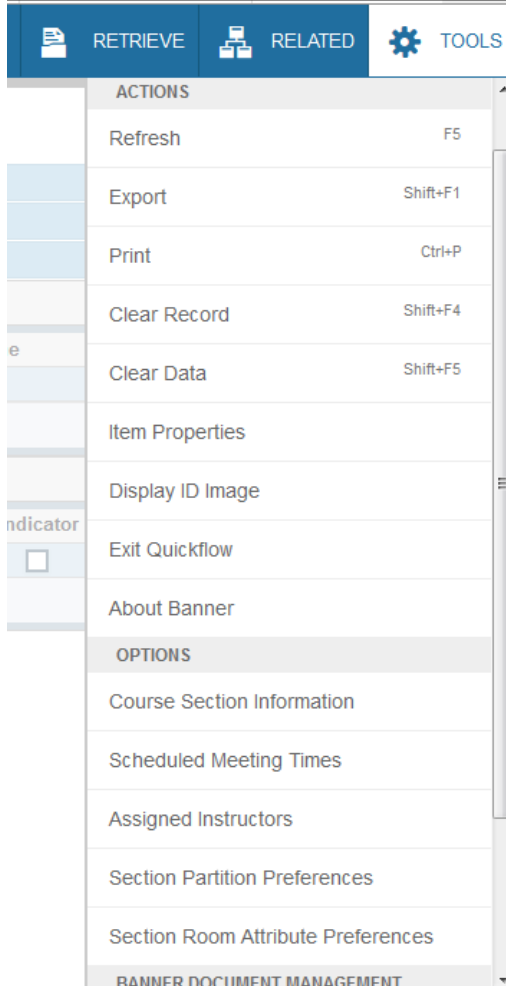 RETRIEVE RELATED TOOLS
ACTIONS
Refresh F5
Export Shift+F1
Print Ctrl+P
Clear Record Shift+F4
e
Clear Data Shift+F5
Item Properties
Display ID Image
ndicator
Exit Quickflow
About Banner
OPTIONS
Course Section Information
Scheduled Meeting Times
Assigned Instructors
Section Partition Preferences
Section Room Attribute Preferences
BANNER DOCUMENT MANAGEMENT